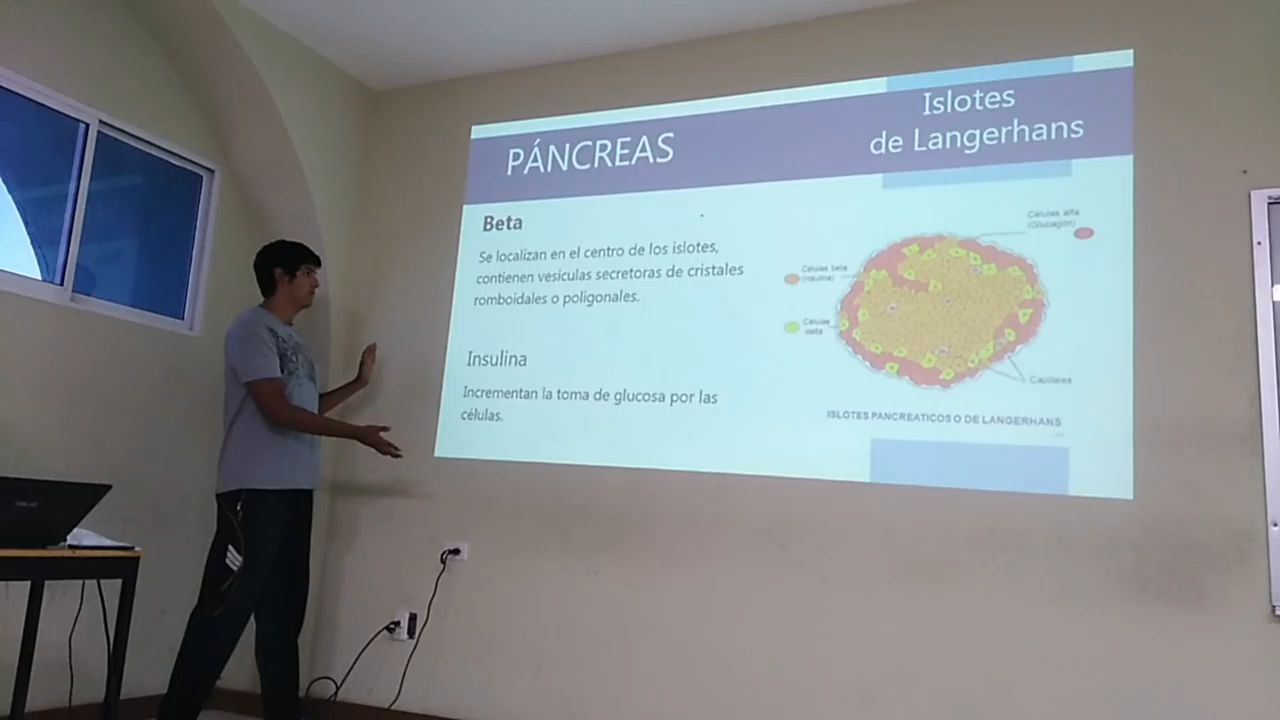 PÁNCREAS
Islotes
de Langerhans
Beta
Se localizan en el centro de los islotes,
contienen vesículas secretoras de cristales
romboidales o poligonales.
Insulina
Incrementan la toma de glucosa por las
células.
Células alfa
(Glucagón)
Células beta
(insulina)
Células
delta
Capilares
ISLOTES PANCREATICOS O DE LANGERHANS